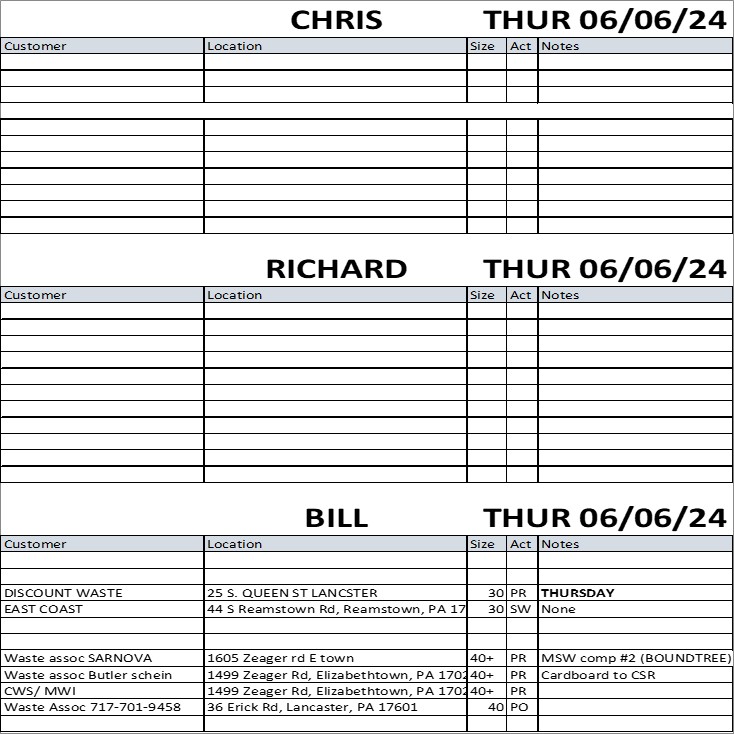 CHRIS THUR 06/06/24
Customer Location Size Act Notes
RICHARD THUR 06/06/24
Customer Location Size Act Notes
BILL THUR 06/06/24
Customer Location Size Act Notes
DISCOUNT WASTE 25 S. QUEEN ST LANCSTER 30 PR THURSDAY
EAST COAST 44 S Reamstown Rd, Reamstown, PA 17 30 SW None
Waste assoc SARNOVA 1605 Zeager rd E town 40+ PR MSW comp #2 (BOUNDTREE)
Waste assoc Butler schein 1499 Zeager Rd, Elizabethtown, PA 1702 40+ PR Cardboard to CSR
CWS/ MWI 1499 Zeager Rd, Elizabethtown, PA 1702 40+ PR
Waste Assoc 717-701-9458 36 Erick Rd, Lancaster, PA 17601 40 PO